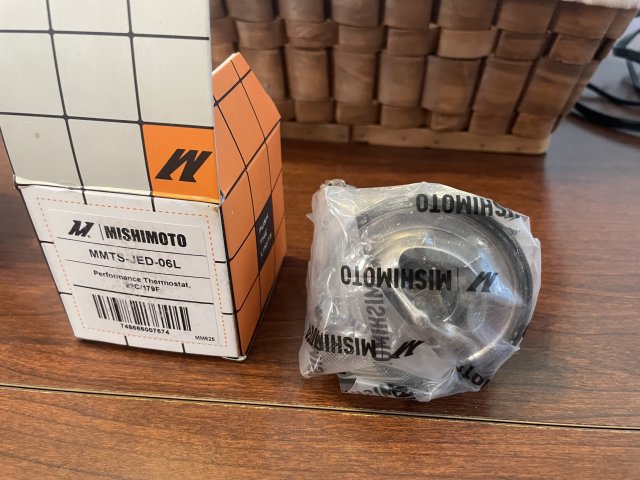 MISHIMOTO
MMTS-JED-06L
Performance Thermostat,
82C/179F
748666007574
MM625
MISHIMOTO
MISHIMOTO
MISHIMOTO
MISHIMOTO